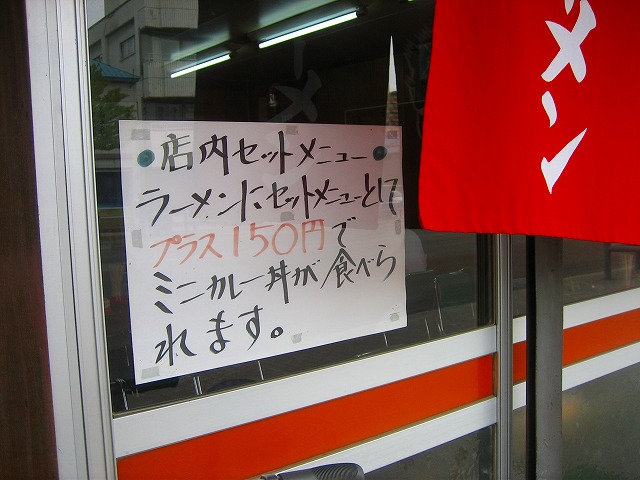 ●店内セットメニュー●
ラーメンに、セットメニューとして
プラス150円で
ミニカレー丼が食べら
れます。
メン